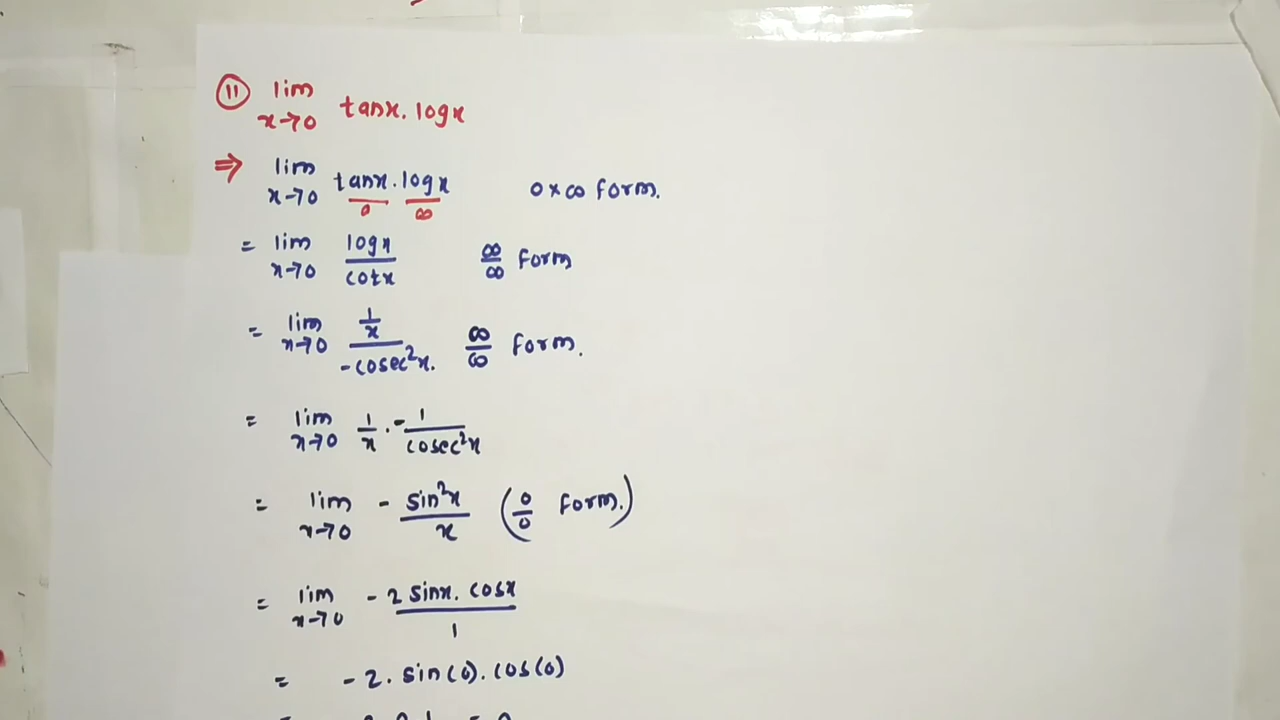 11 lim x→0 tanx. logx
⇒ lim x→0 tanx. logx 0 × ∞ form.
0 ∞
= lim x→0 logx/cotx ∞/∞ form
= lim x→0 (1/x)/(-cosec²x.) ∞/∞ form.
= lim x→0 1/x . -1/cosec²x
= lim x→0 - sin²x/x (0/0 form.)
= lim x→0 - 2 sinx. cosx/1
= -2. sin(0). cos(0)